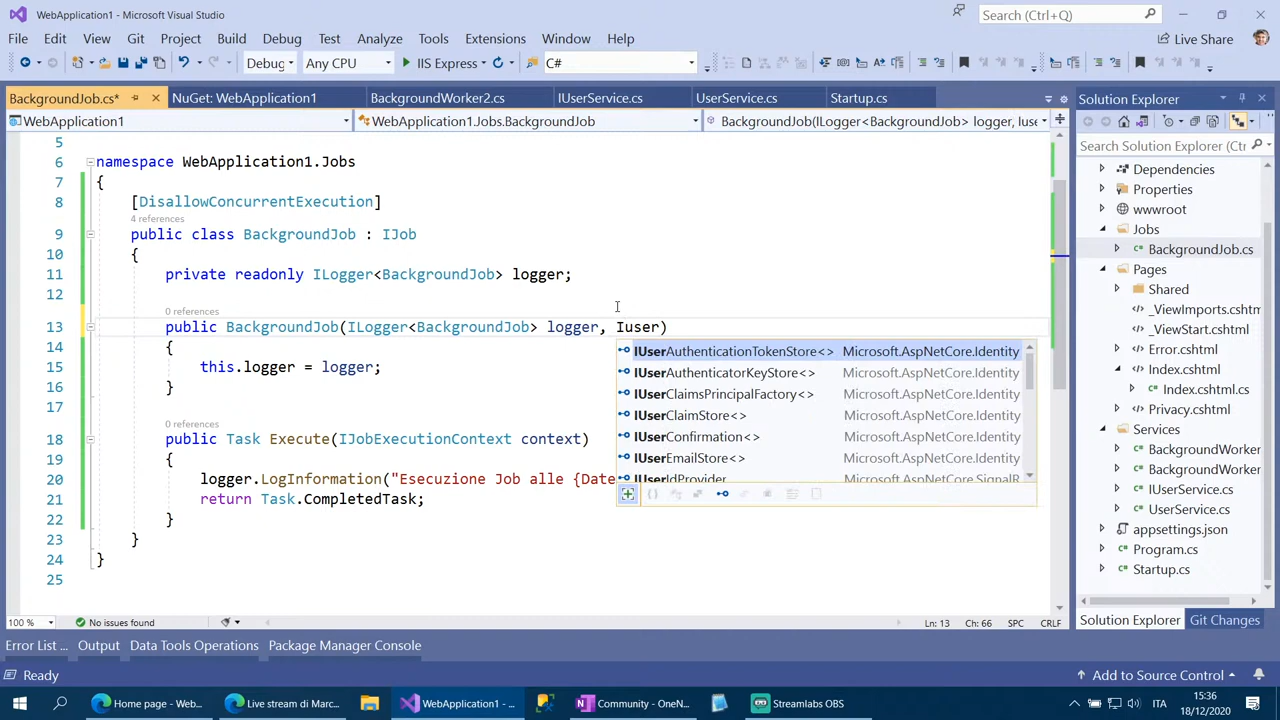 WebApplication1 - Microsoft Visual Studio
Search (Ctrl+Q)
File Edit View Git Project Build Debug Test Analyze Tools Extensions Window Help
Live Share
Debug Any CPU IIS Express C#
BackgroundJob.cs* NuGet: WebApplication1 BackgroundWorker2.cs IUserService.cs UserService.cs Startup.cs
WebApplication1 WebApplication1.Jobs.BackgroundJob BackgroundJob(ILogger<BackgroundJob> logger, Iuse
5
6 namespace WebApplication1.Jobs
7 {
8 [DisallowConcurrentExecution]
4 references
9 public class BackgroundJob : IJob
10 {
11 private readonly ILogger<BackgroundJob> logger;
12
0 references
13 public BackgroundJob(ILogger<BackgroundJob> logger, Iuser)
14 {
15 this.logger = logger;
16 }
17
0 references
18 public Task Execute(IJobExecutionContext context)
19 {
20 logger.LogInformation("Esecuzione Job alle {Date
21 return Task.CompletedTask;
22 }
23 }
24 }
25
IUserAuthenticationTokenStore<> Microsoft.AspNetCore.Identity
IUserAuthenticatorKeyStore<> Microsoft.AspNetCore.Identity
IUserClaimsPrincipalFactory<> Microsoft.AspNetCore.Identity
IUserClaimStore<> Microsoft.AspNetCore.Identity
IUserConfirmation<> Microsoft.AspNetCore.Identity
IUserEmailStore<> Microsoft.AspNetCore.Identity
IUserIdProvider Microsoft.AspNetCore.SignalR
100 % No issues found Ln: 13 Ch: 66 SPC CRLF
Solution Explorer
Search Solution Explorer (Ctrl+
Dependencies
Properties
wwwroot
Jobs
BackgroundJob.cs
Pages
Shared
_ViewImports.cshtm
_ViewStart.cshtml
Error.cshtml
Index.cshtml
Index.cshtml.cs
Privacy.cshtml
Services
BackgroundWorker
BackgroundWorker
IUserService.cs
UserService.cs
appsettings.json
Program.cs
Startup.cs
Solution Explorer Git Changes
Error List ... Output Data Tools Operations Package Manager Console
Ready Add to Source Control
Home page - Web... Live stream di Marc... WebApplication1 - ... Community - OneN... Streamlabs OBS ITA
15:36
18/12/2020